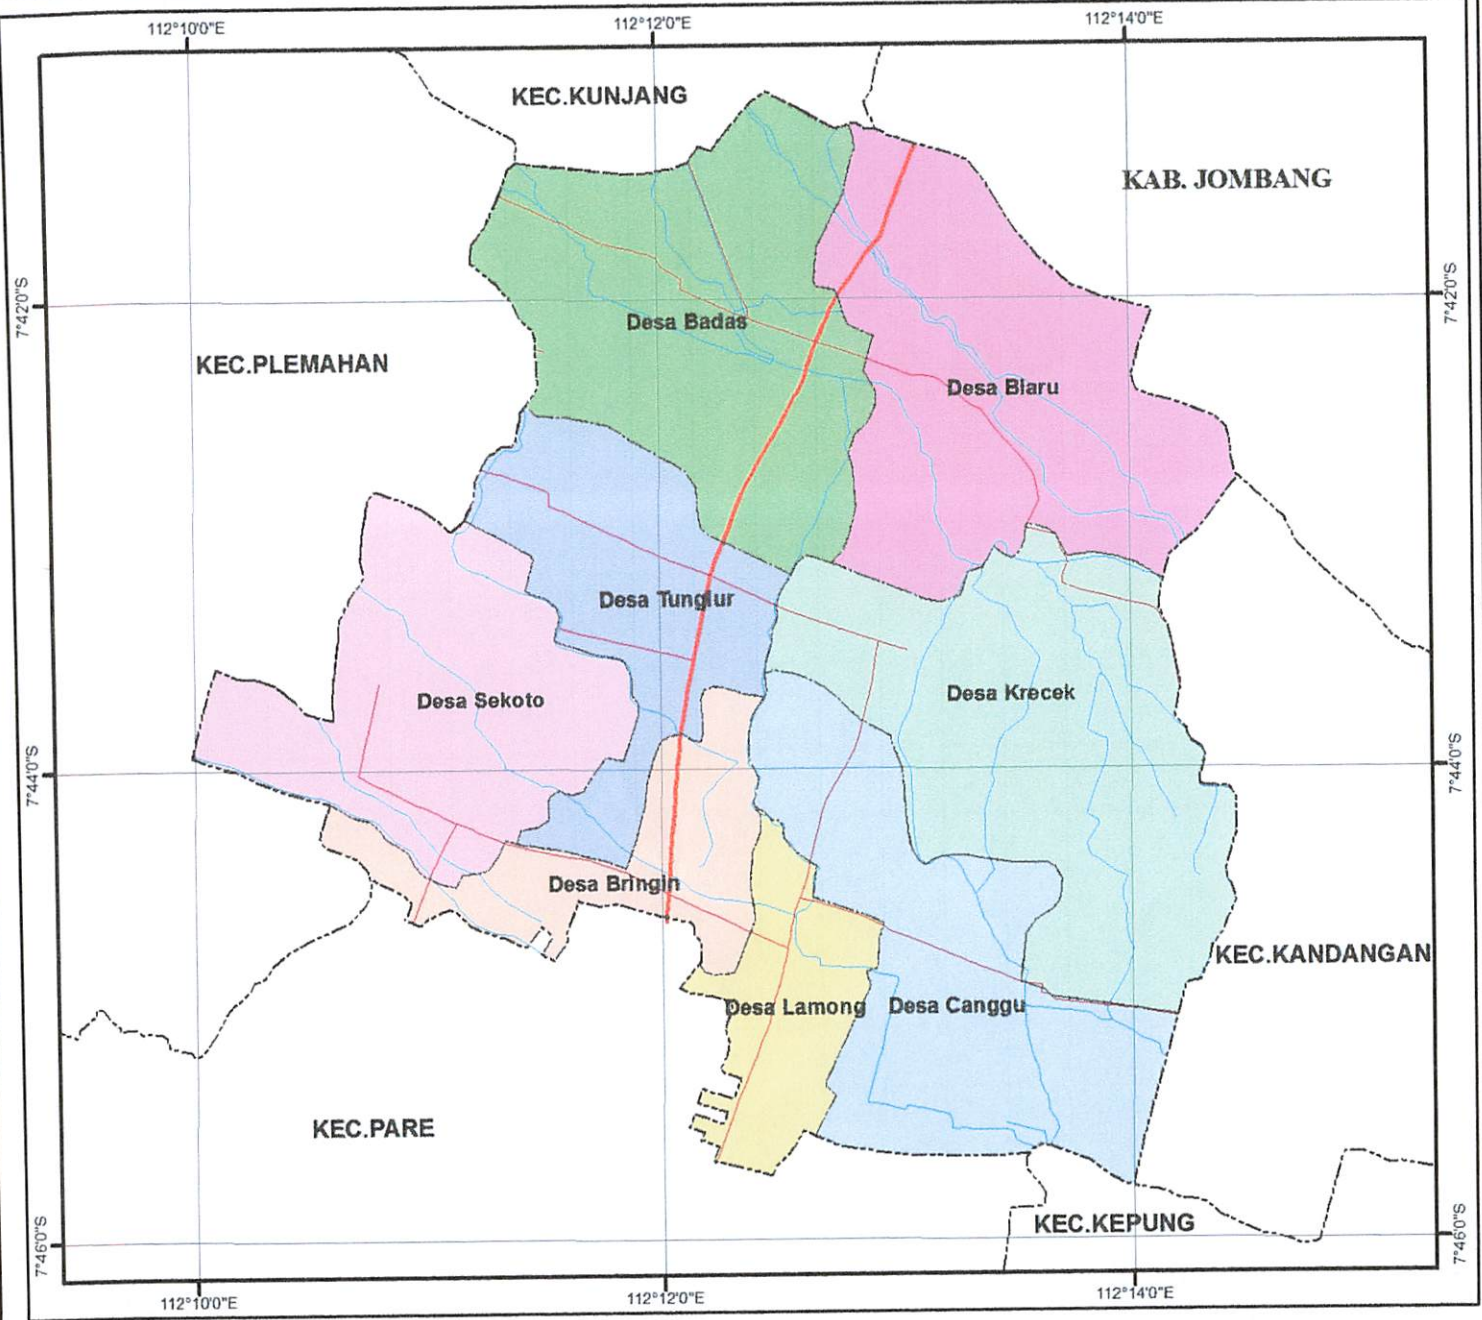 112°10'0"E
112°12'0"E
112°14'0"E
KEC.KUNJANG
KAB. JOMBANG
7°42'0"S
7°42'0"S
Desa Badas
KEC.PLEMAHAN
Desa Blaru
Desa Tunglur
Desa Sekoto
Desa Krecek
7°44'0"S
7°44'0"S
Desa Bringin
KEC.KANDANGAN
Desa Lamong
Desa Canggu
KEC.PARE
KEC.KEPUNG
7°46'0"S
7°46'0"S
112°10'0"E
112°12'0"E
112°14'0"E